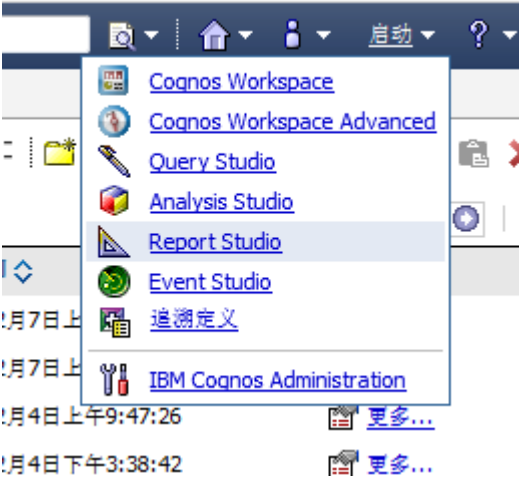 启动
?
Cognos Workspace
Cognos Workspace Advanced
Query Studio
Analysis Studio
Report Studio
Event Studio
月7日上
追溯定义
月7日上
IBM Cognos Administration
月4日上午9:47:26 更多...
月4日下午3:38:42 更多...